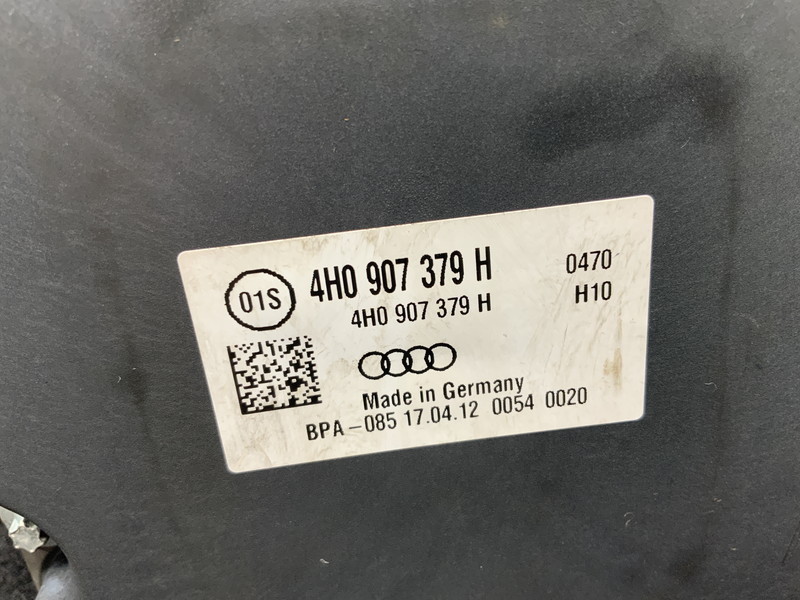 01S
4H0 907 379 H 0470
4H0 907 379 H H10
Made in Germany
BPA-085 17.04.12 0054 0020